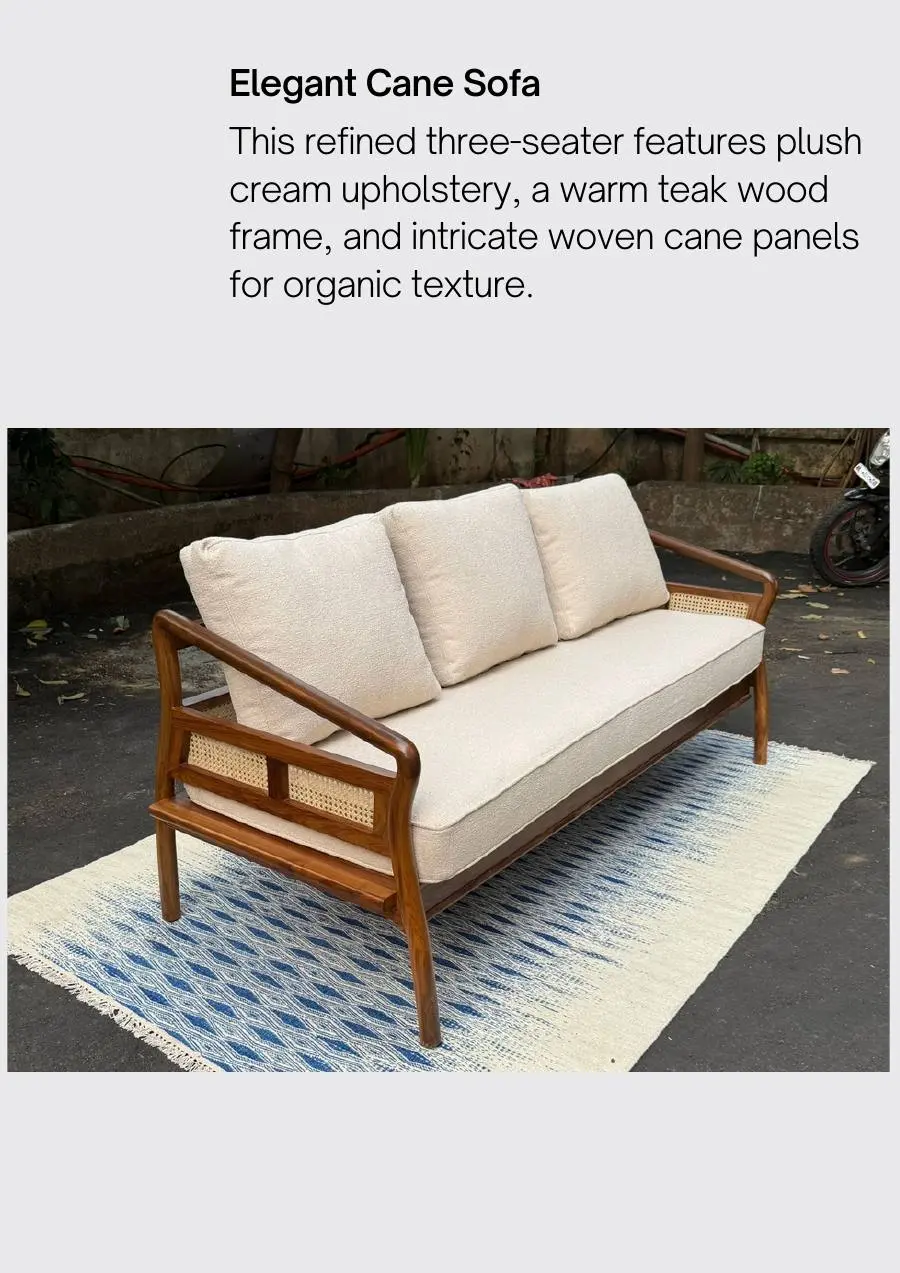 Elegant Cane Sofa
This refined three-seater features plush
cream upholstery, a warm teak wood
frame, and intricate woven cane panels
for organic texture.